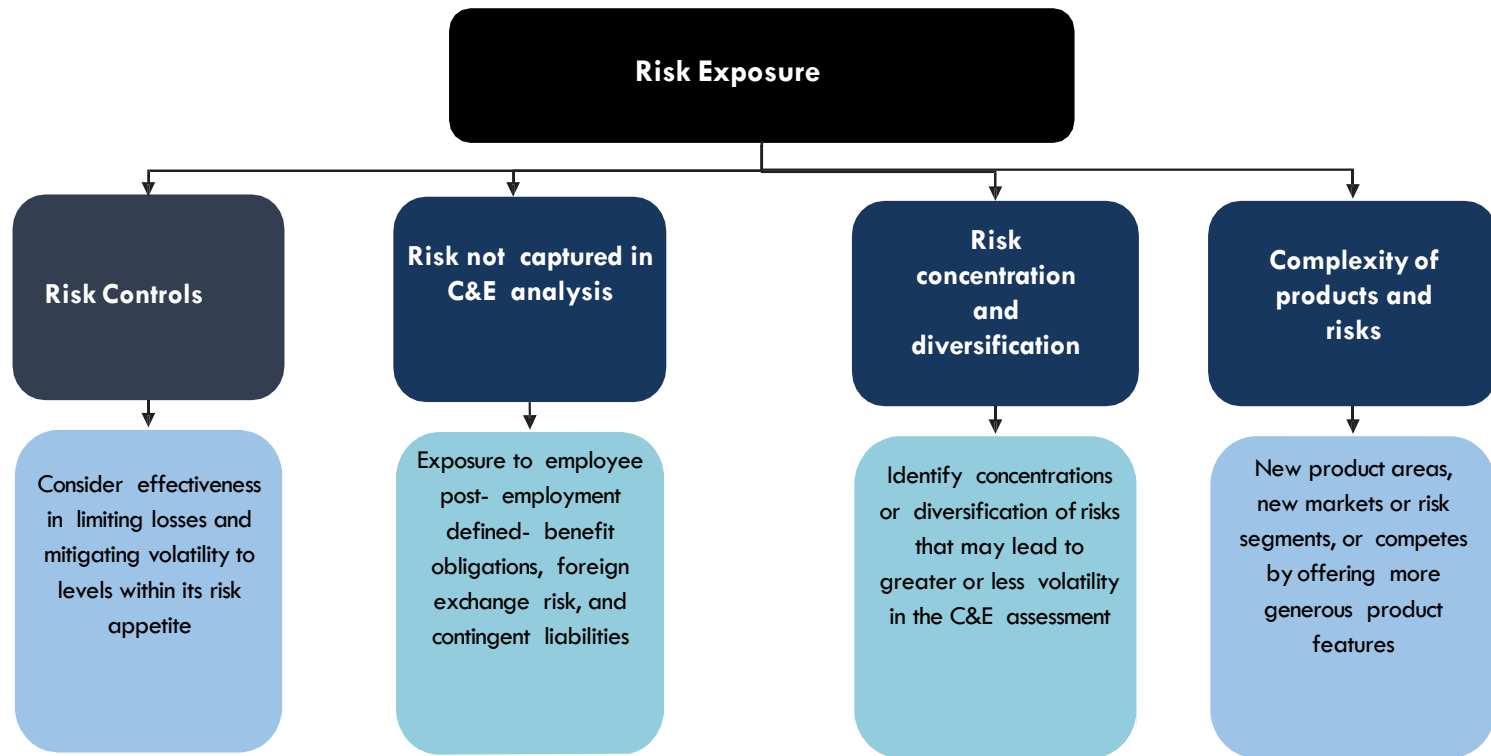 Risk Exposure
Risk Controls
Risk not captured in
C&E analysis
Risk
concentration
and
diversification
Complexity of
products and
risks
Consider effectiveness
in limiting losses and
mitigating volatility to
levels within its risk
appetite
Exposure to employee
post- employment
defined- benefit
obligations, foreign
exchange risk, and
contingent liabilities
Identify concentrations
or diversification of risks
that may lead to
greater or less volatility
in the C&E assessment
New product areas,
new markets or risk
segments, or competes
by offering more
generous product
features